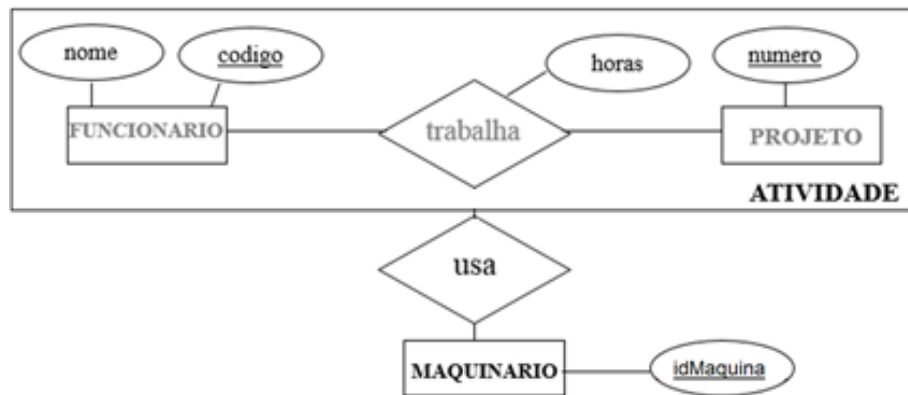 nome
codigo
horas
numero
FUNCIONARIO
trabalha
PROJETO
ATIVIDADE
usa
MAQUINARIO
idMaquina